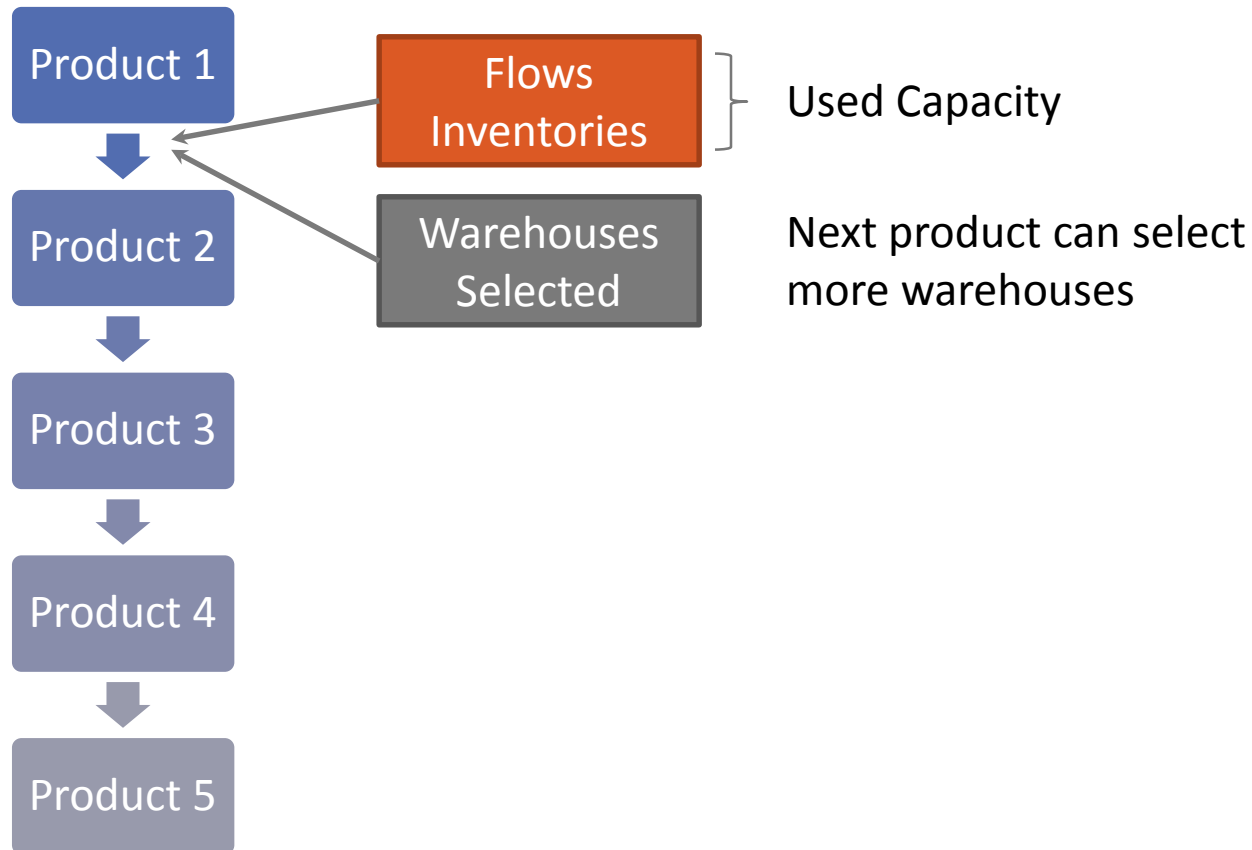 Product 1
Flows
Inventories
Used Capacity
Product 2
Warehouses
Selected
Next product can select
more warehouses
Product 3
Product 4
Product 5